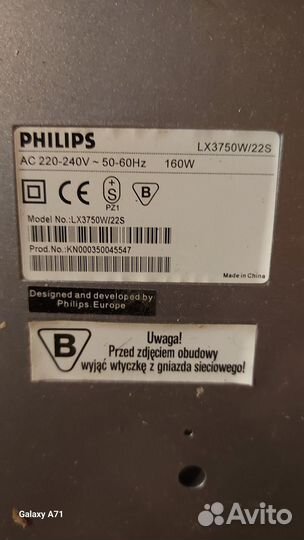 PHILIPS LX3750W/22S
AC 220-240V ~ 50-60Hz 160W
CE + S PZ1 B
Model No.:LX3750W/22S
Prod.No.:KN000350045547
Made in China
Designed and developed by
Philips, Europe
B
Uwaga!
Przed zdjęciem obudowy
wyjąć wtyczkę z gniazda sieciowego!
Galaxy A71
Avito